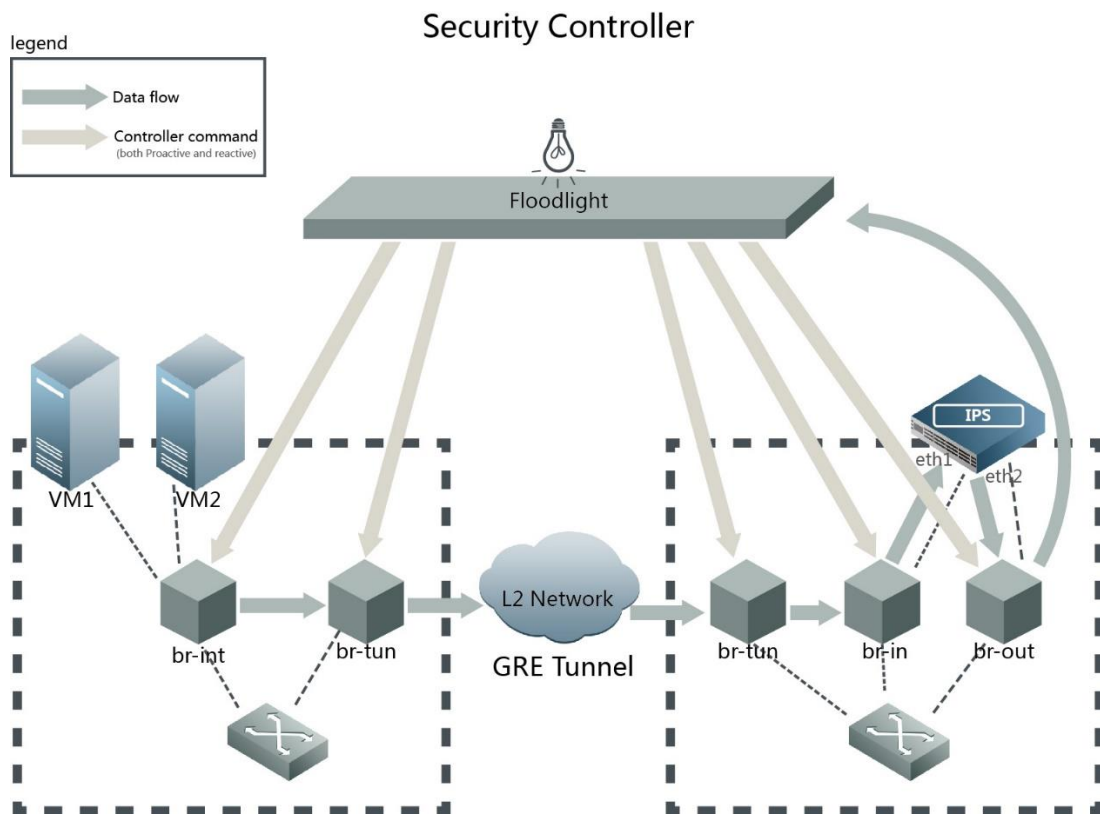 Security Controller
legend
Data flow
Controller command
(both Proactive and reactive)
Floodlight
IPS
eth1
eth2
VM1
VM2
L2 Network
br-int
br-tun
GRE Tunnel
br-tun
br-in
br-out